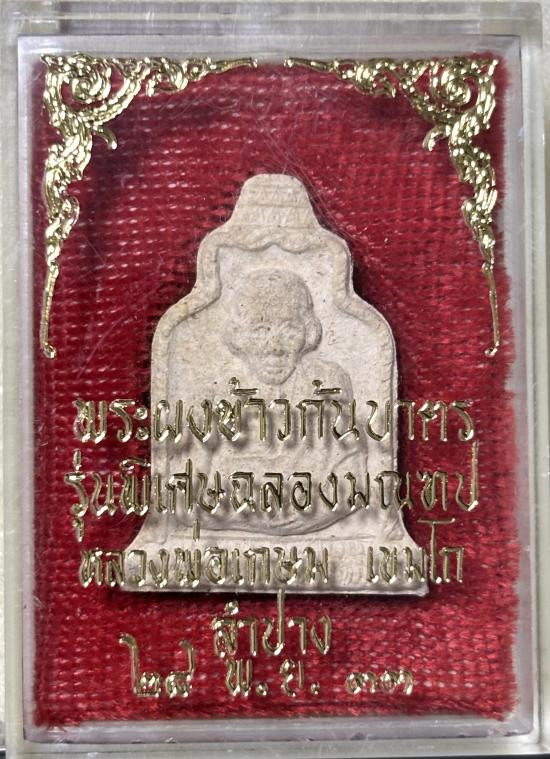 พระผงข้าวก้นบาตร
รุ่นพิเศษฉลองมณฑป
หลวงพ่อเกษม เขมโก
ลำปาง
๒๘ พ.ย. ๓๗